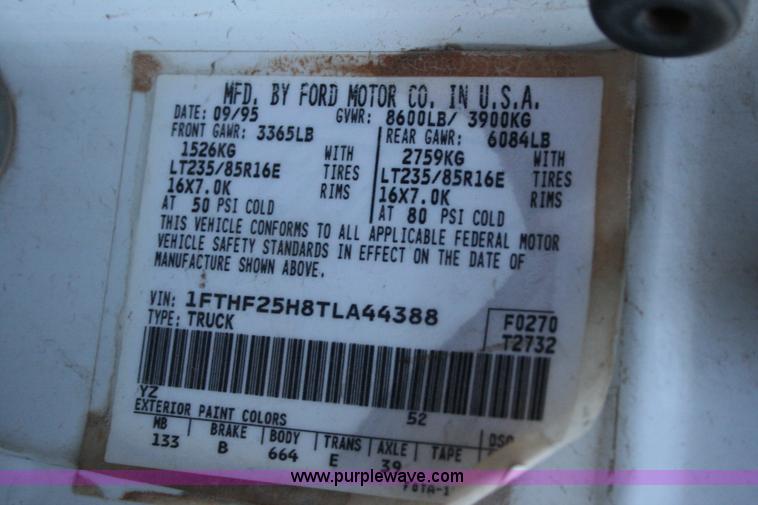 MFD. BY FORD MOTOR CO. IN U.S.A.
DATE: 09/95 GVWR: 8600LB/ 3900KG
FRONT GAWR: 3365LB REAR GAWR: 6084LB
1526KG WITH 2759KG WITH
LT235/85R16E TIRES LT235/85R16E TIRES
16X7.0K RIMS 16X7.0K RIMS
AT 50 PSI COLD AT 80 PSI COLD
THIS VEHICLE CONFORMS TO ALL APPLICABLE FEDERAL MOTOR
VEHICLE SAFETY STANDARDS IN EFFECT ON THE DATE OF
MANUFACTURE SHOWN ABOVE.
VIN: 1FTHF25H8TLA44388 F0270
TYPE: TRUCK T2732
YZ 52
EXTERIOR PAINT COLORS
WB BRAKE BODY TRANS AXLE TAPE DSO
133 B 664 E 39
www.purplewave.com